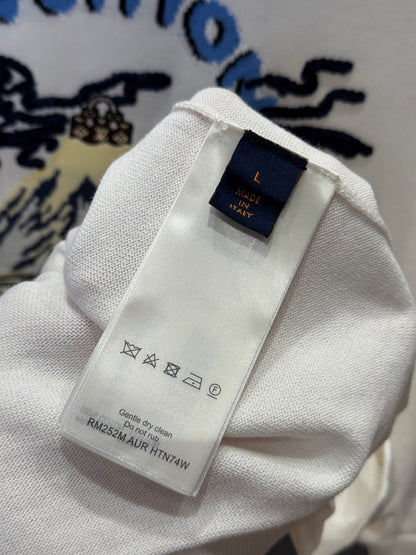 L
MADE
IN
ITALY
Gentle dry clean
Do not rub
RM252M AUR HTN74W